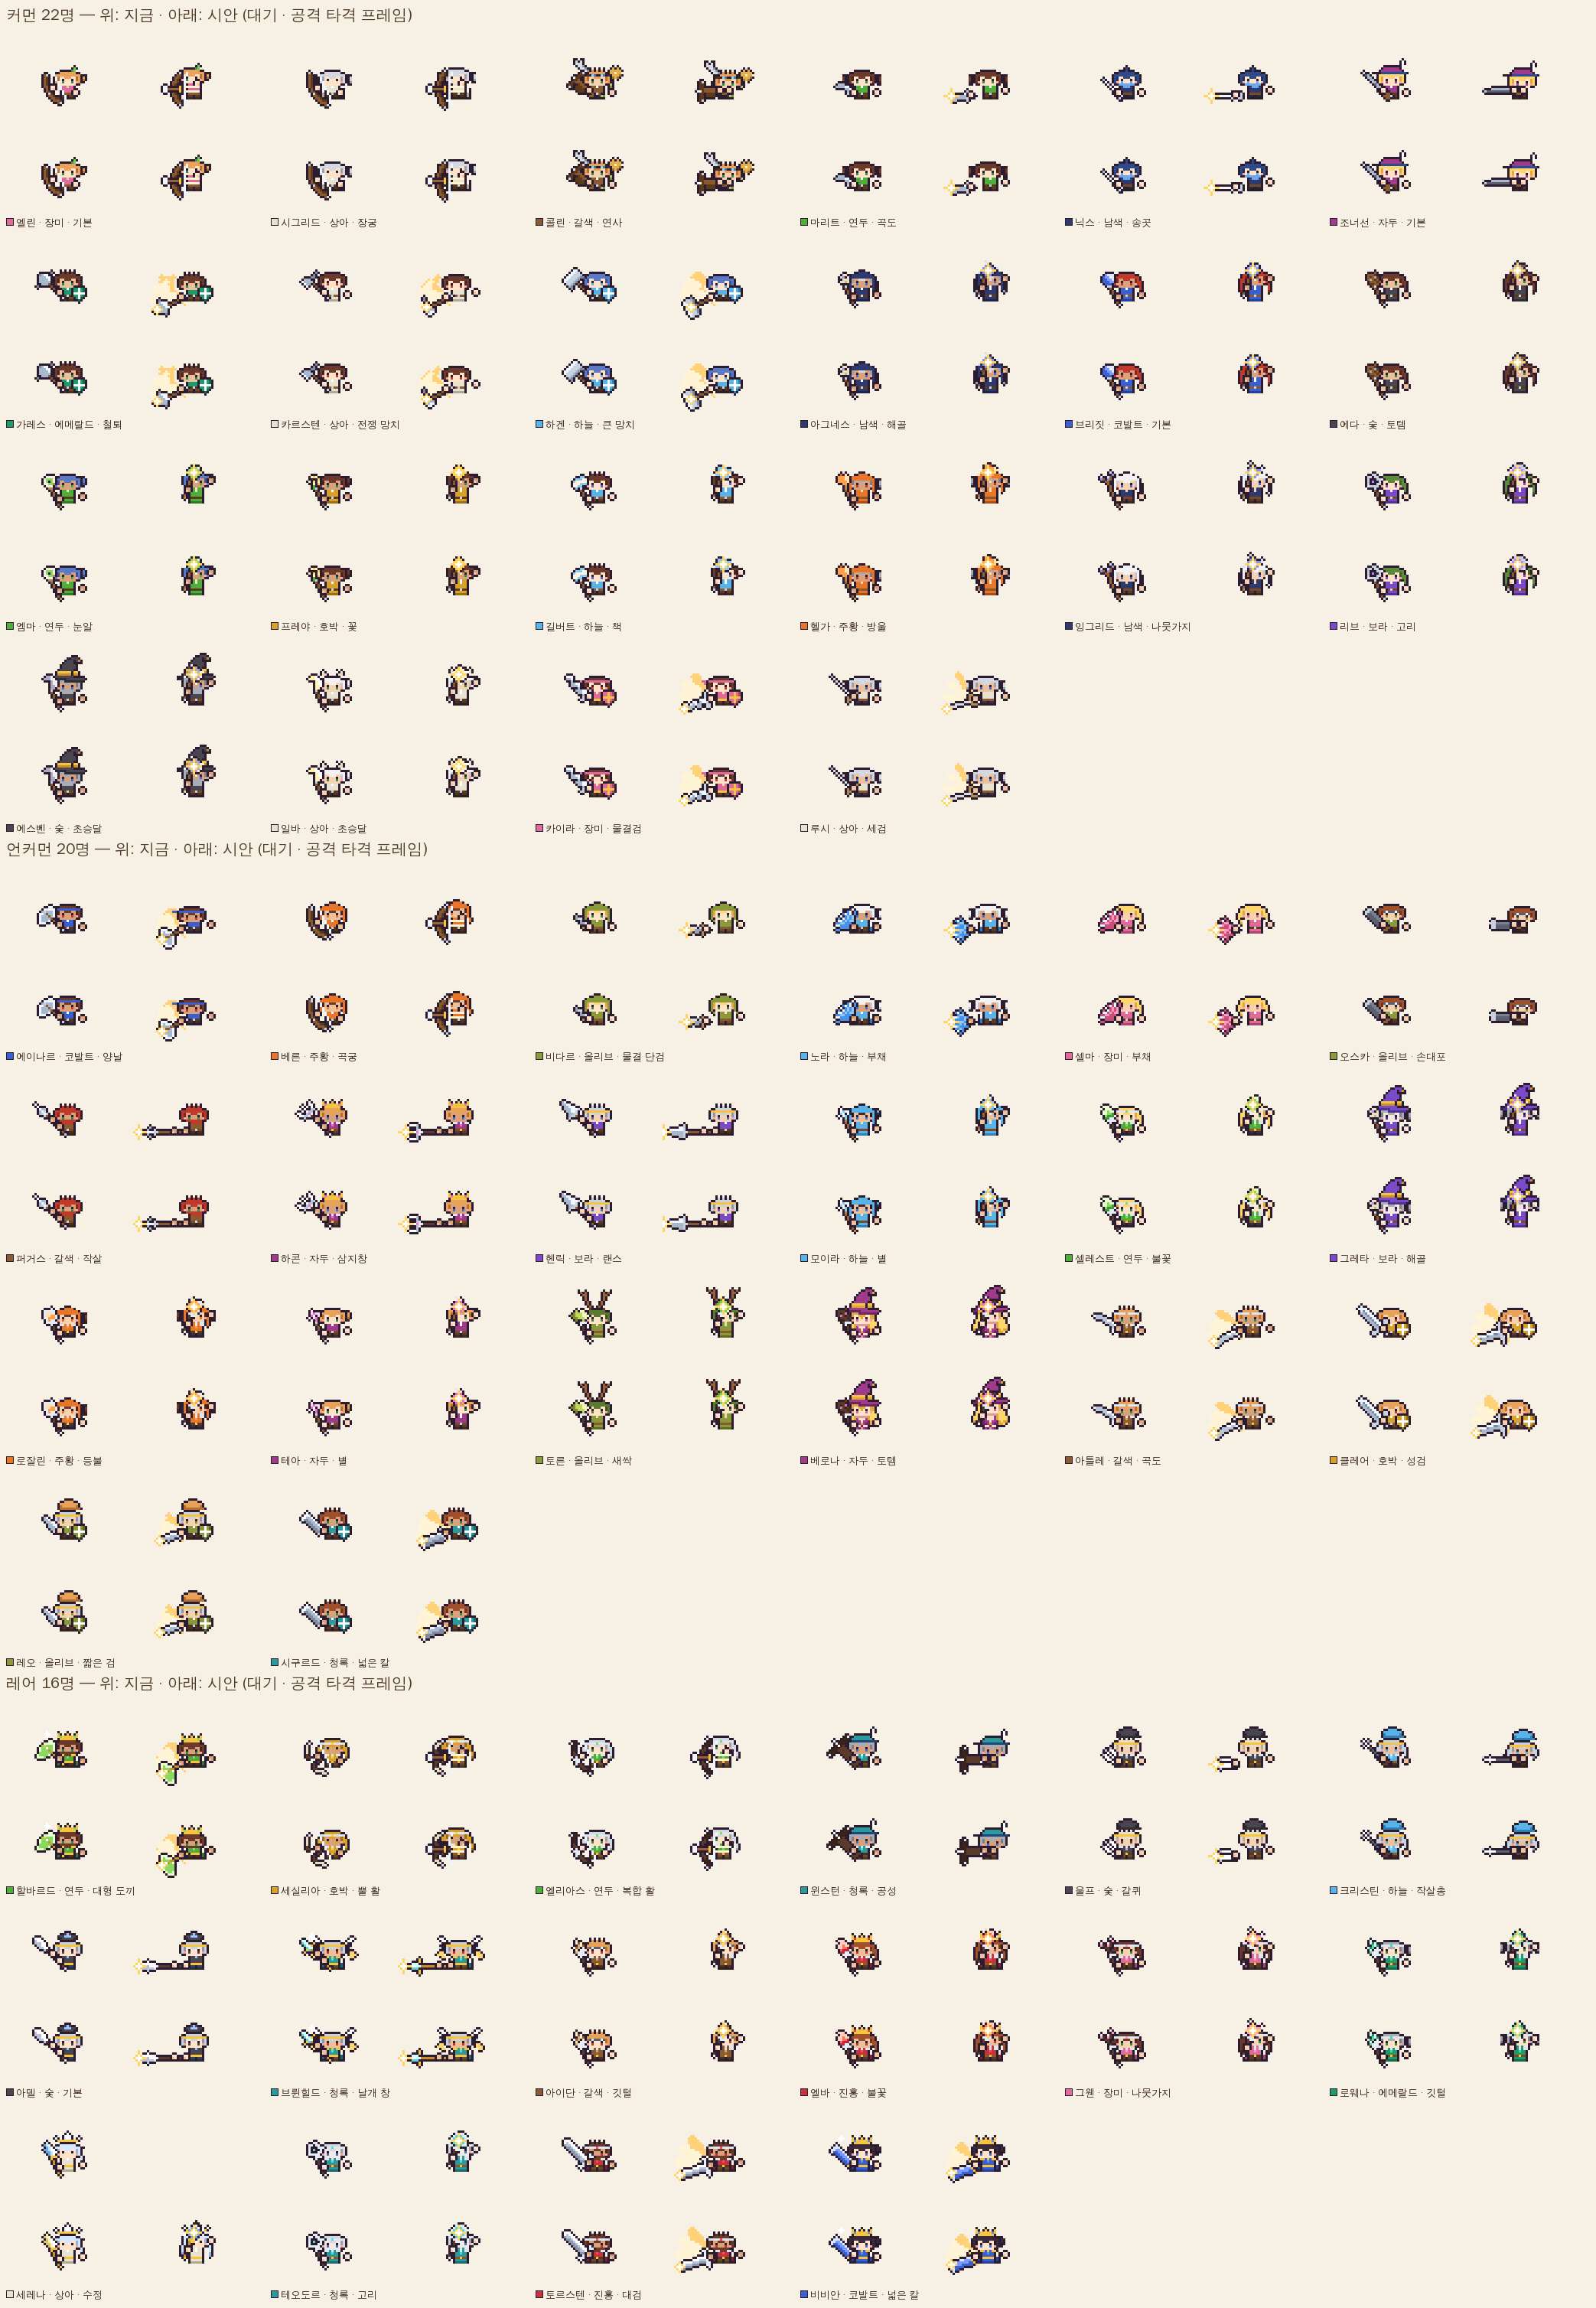 커먼 22명 — 위: 지금 · 아래: 시안 (대기 · 공격 타격 프레임)
엘린 · 장미 · 기본
시그리드 · 상아 · 장궁
콜린 · 갈색 · 연사
마리트 · 연두 · 곡도
닉스 · 남색 · 송곳
조너선 · 자두 · 기본
가레스 · 에메랄드 · 철퇴
카르스텐 · 상아 · 전쟁 망치
하겐 · 하늘 · 큰 망치
아그네스 · 남색 · 해골
브리짓 · 코발트 · 기본
에다 · 숯 · 토템
엠마 · 연두 · 눈알
프레야 · 호박 · 꽃
길버트 · 하늘 · 책
헬가 · 주황 · 방울
잉그리드 · 남색 · 나뭇가지
리브 · 보라 · 고리
에스벤 · 숯 · 초승달
일바 · 상아 · 초승달
카이라 · 장미 · 물결검
루시 · 상아 · 세검
언커먼 20명 — 위: 지금 · 아래: 시안 (대기 · 공격 타격 프레임)
에이나르 · 코발트 · 양날
베른 · 주황 · 곡궁
비다르 · 올리브 · 물결 단검
노라 · 하늘 · 부채
셀마 · 장미 · 부채
오스카 · 올리브 · 손대포
퍼거스 · 갈색 · 작살
하콘 · 자두 · 삼지창
헨릭 · 보라 · 랜스
모이라 · 하늘 · 별
셀레스트 · 연두 · 불꽃
그레타 · 보라 · 해골
로잘린 · 주황 · 등불
테아 · 자두 · 별
토른 · 올리브 · 새싹
베로나 · 자두 · 토템
아틀레 · 갈색 · 곡도
클레어 · 호박 · 성검
레오 · 올리브 · 짧은 검
시구르드 · 청록 · 넓은 칼
레어 16명 — 위: 지금 · 아래: 시안 (대기 · 공격 타격 프레임)
할바르드 · 연두 · 대형 도끼
세실리아 · 호박 · 뿔 활
엘리아스 · 연두 · 복합 활
윈스턴 · 청록 · 공성
울프 · 숯 · 갈퀴
크리스틴 · 하늘 · 작살총
아델 · 숯 · 기본
브륀힐드 · 청록 · 날개 창
아이단 · 갈색 · 깃털
엘바 · 진홍 · 불꽃
그웬 · 장미 · 나뭇가지
로웨나 · 에메랄드 · 깃털
세레나 · 상아 · 수정
테오도르 · 청록 · 고리
토르스텐 · 진홍 · 대검
비비안 · 코발트 · 넓은 칼